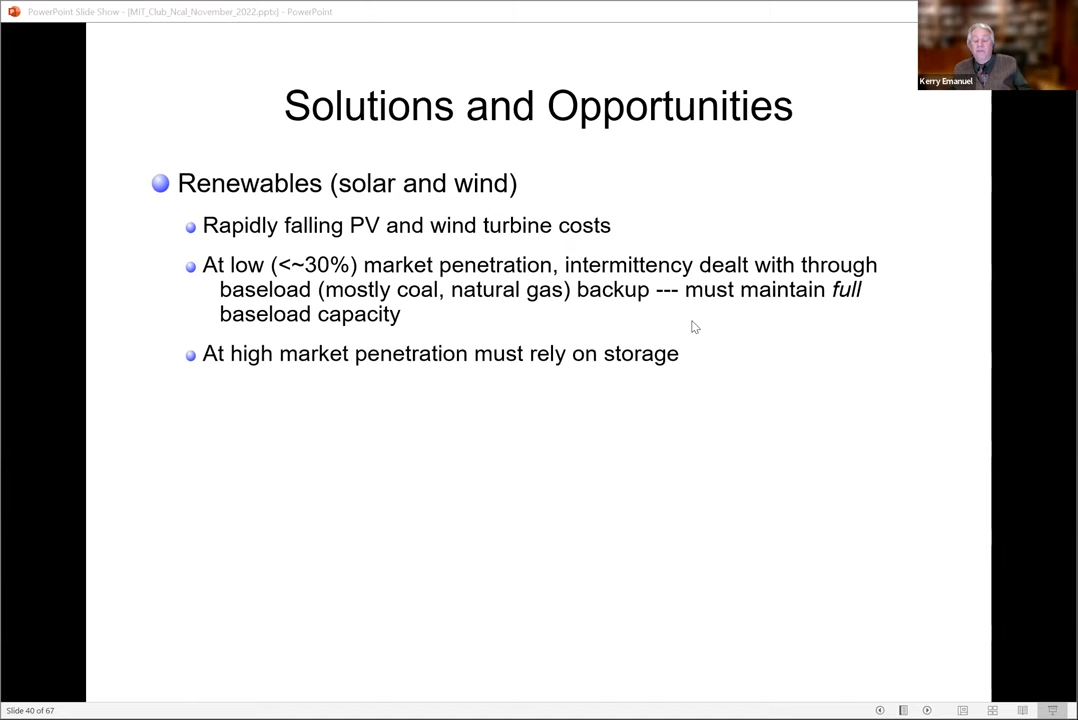 PowerPoint Slide Show - [MIT_Club_Ncal_November_2022.pptx] - PowerPoint
Kerry Emanuel
Solutions and Opportunities
Renewables (solar and wind)
Rapidly falling PV and wind turbine costs
At low (<~30%) market penetration, intermittency dealt with through
baseload (mostly coal, natural gas) backup --- must maintain full
baseload capacity
At high market penetration must rely on storage
Slide 40 of 67